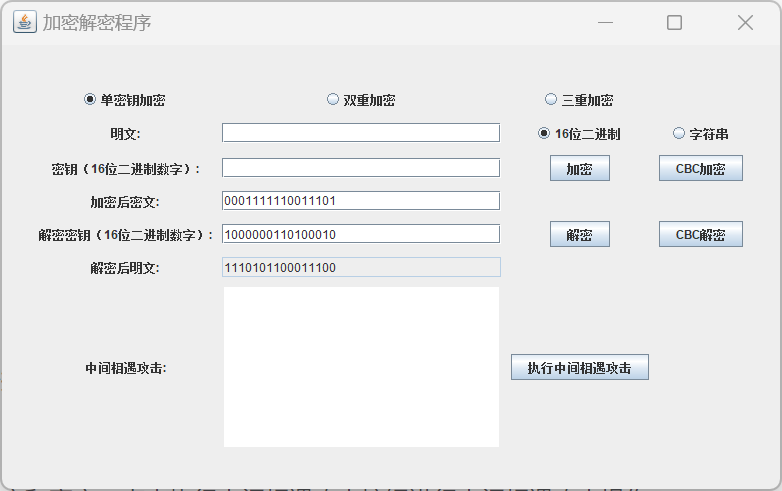 加密解密程序
单密钥加密 双重加密 三重加密
明文: 16位二进制 字符串
密钥（16位二进制数字）: 加密 CBC加密
加密后密文: 0001111110011101
解密密钥（16位二进制数字）: 1000000110100010 解密 CBC解密
解密后明文: 1110101100011100
中间相遇攻击: 执行中间相遇攻击